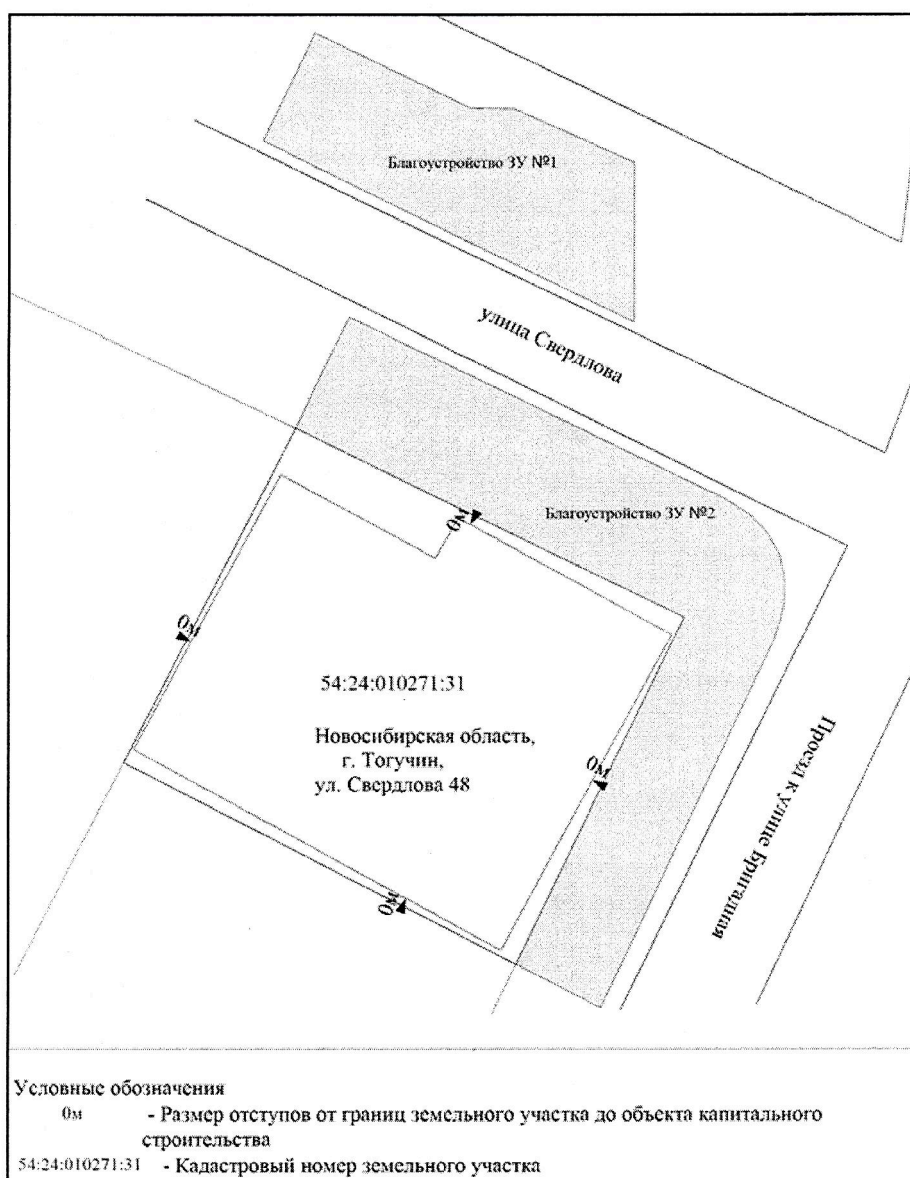 Благоустройство ЗУ №1
улица Свердлова
Благоустройство ЗУ №2
0м
0м
54:24:010271:31
Новосибирская область,
г. Тогучин,
ул. Свердлова 48
0м
Проезд к улице Бригадная
0м
Условные обозначения
0м - Размер отступов от границ земельного участка до объекта капитального
строительства
54:24:010271:31 - Кадастровый номер земельного участка